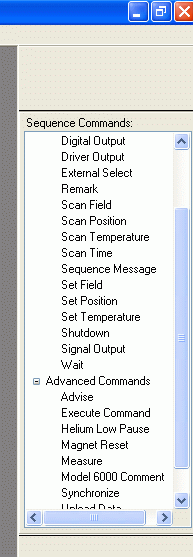 Sequence Commands:
Digital Output
Driver Output
External Select
Remark
Scan Field
Scan Position
Scan Temperature
Scan Time
Sequence Message
Set Field
Set Position
Set Temperature
Shutdown
Signal Output
Wait
Advanced Commands
Advise
Execute Command
Helium Low Pause
Magnet Reset
Measure
Model 6000 Comment
Synchronize
Upload Data